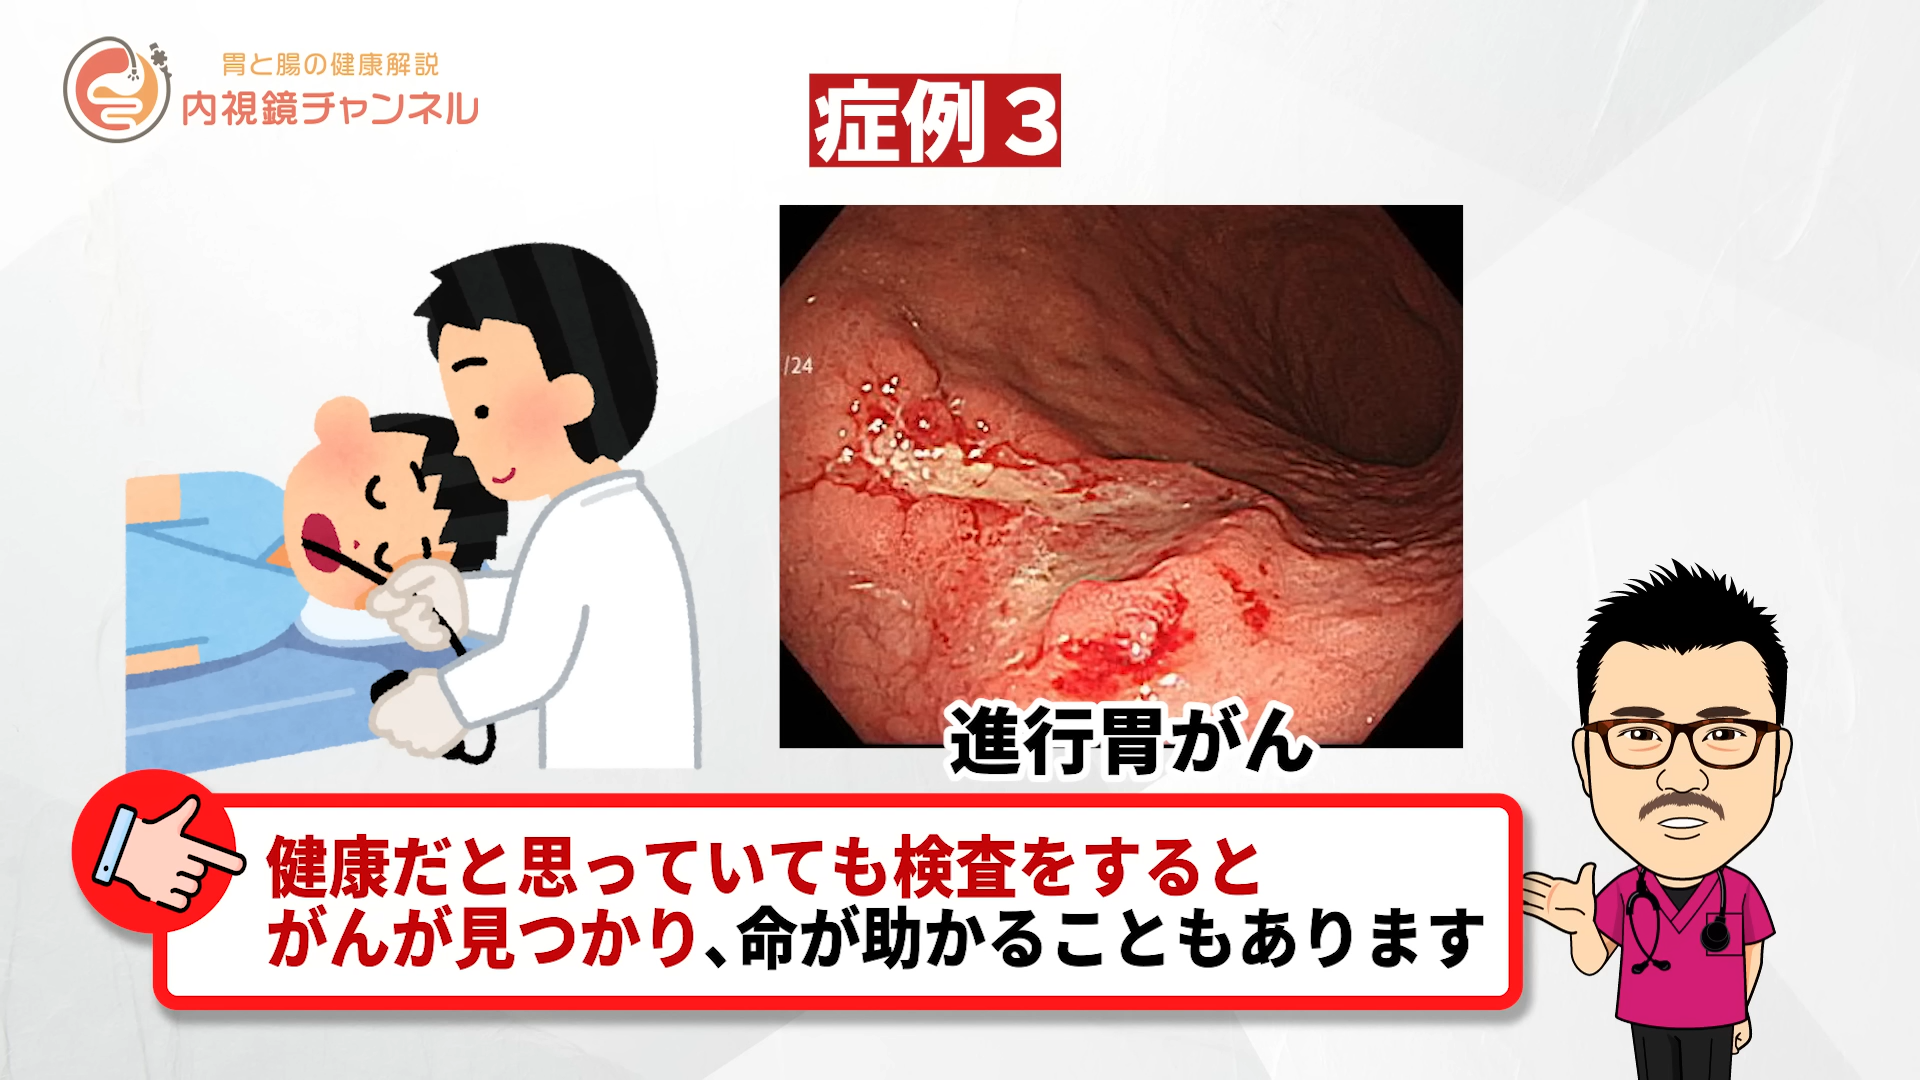 胃と腸の健康解説
内視鏡チャンネル
症例3
/24
進行胃がん
健康だと思っていても検査をすると
がんが見つかり、命が助かることもあります